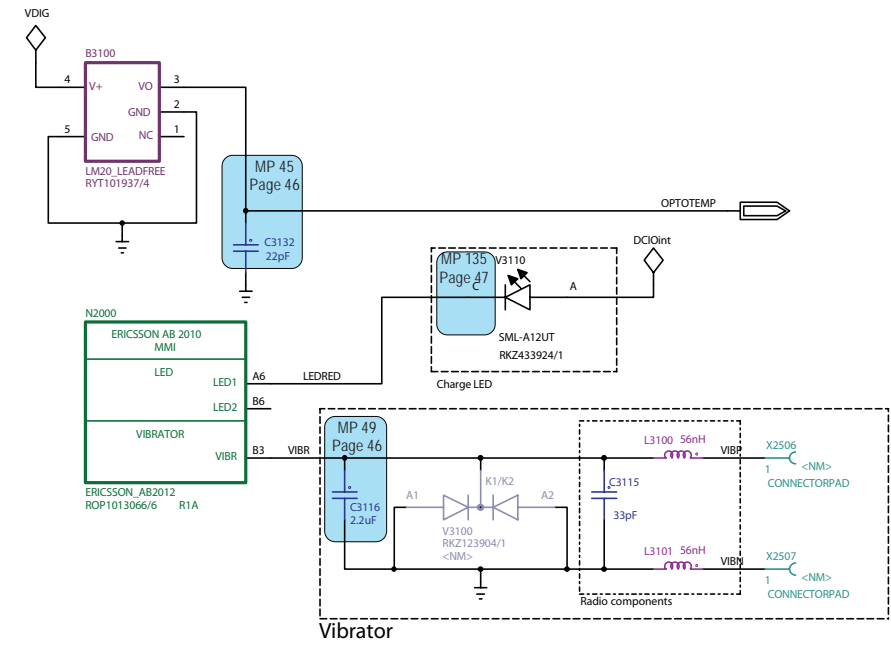 VDIG
B3100
4
V+
VO
3
GND
2
5
GND
NC
1
LM20_LEADFREE
RYT101937/4
MP 45
Page 46
C3132
22pF
OPTOTEMP
DCIOint
MP 135
Page 47
V3110
C
A
SML-A12UT
RKZ433924/1
Charge LED
N2000
ERICSSON AB 2010
MMI
LED
LED1
A6
LEDRED
LED2
B6
VIBRATOR
VIBR
B3
VIBR
ERICSSON_AB2012
ROP1013066/6 R1A
MP 49
Page 46
C3116
2.2uF
A1
K1/K2
A2
V3100
RKZ123904/1
<NM>
C3115
33pF
L3100 56nH
VIBP
X2506
1
<NM>
CONNECTORPAD
L3101 56nH
VIBN
X2507
1
<NM>
CONNECTORPAD
Radio components
Vibrator